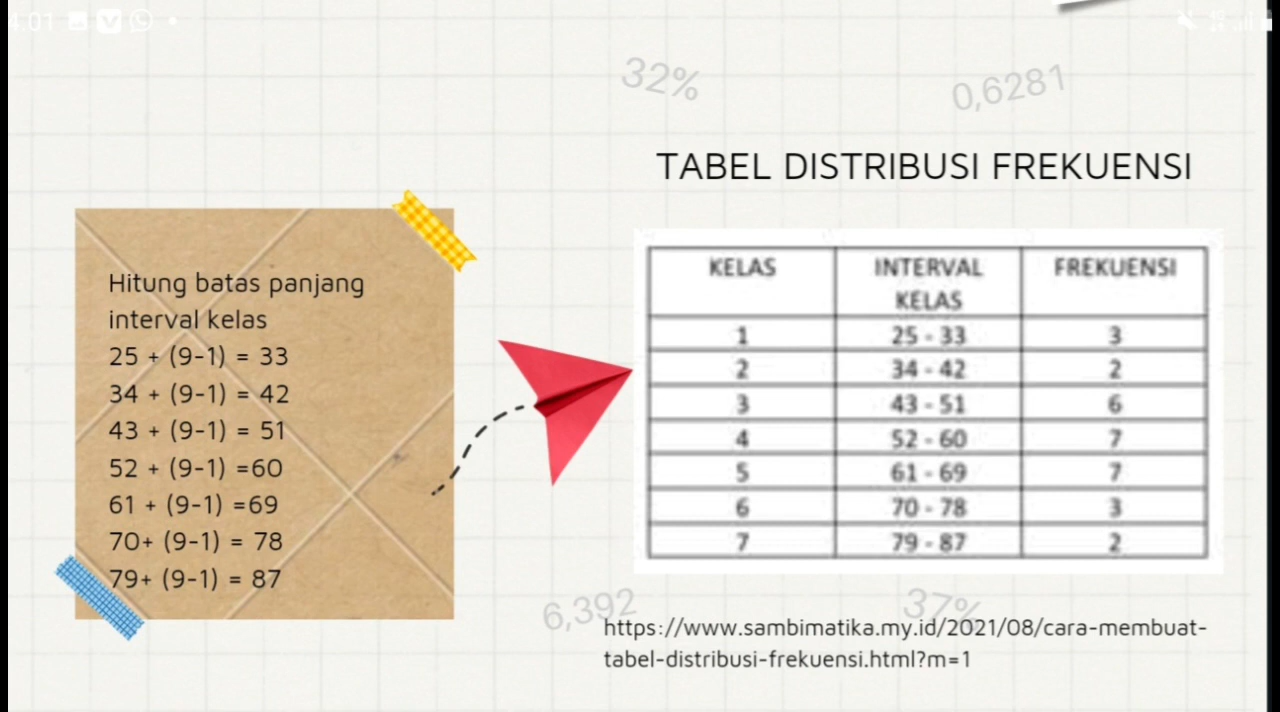 4:01
32%
0,6281
TABEL DISTRIBUSI FREKUENSI
Hitung batas panjang
interval kelas
25 + (9-1) = 33
34 + (9-1) = 42
43 + (9-1) = 51
52 + (9-1) =60
61 + (9-1) =69
70+ (9-1) = 78
79+ (9-1) = 87
KELAS INTERVAL KELAS FREKUENSI
1 25 - 33 3
2 34 - 42 2
3 43 - 51 6
4 52 - 60 7
5 61 - 69 7
6 70 - 78 3
7 79 - 87 2
6,392
37%
https://www.sambimatika.my.id/2021/08/cara-membuat-
tabel-distribusi-frekuensi.html?m=1